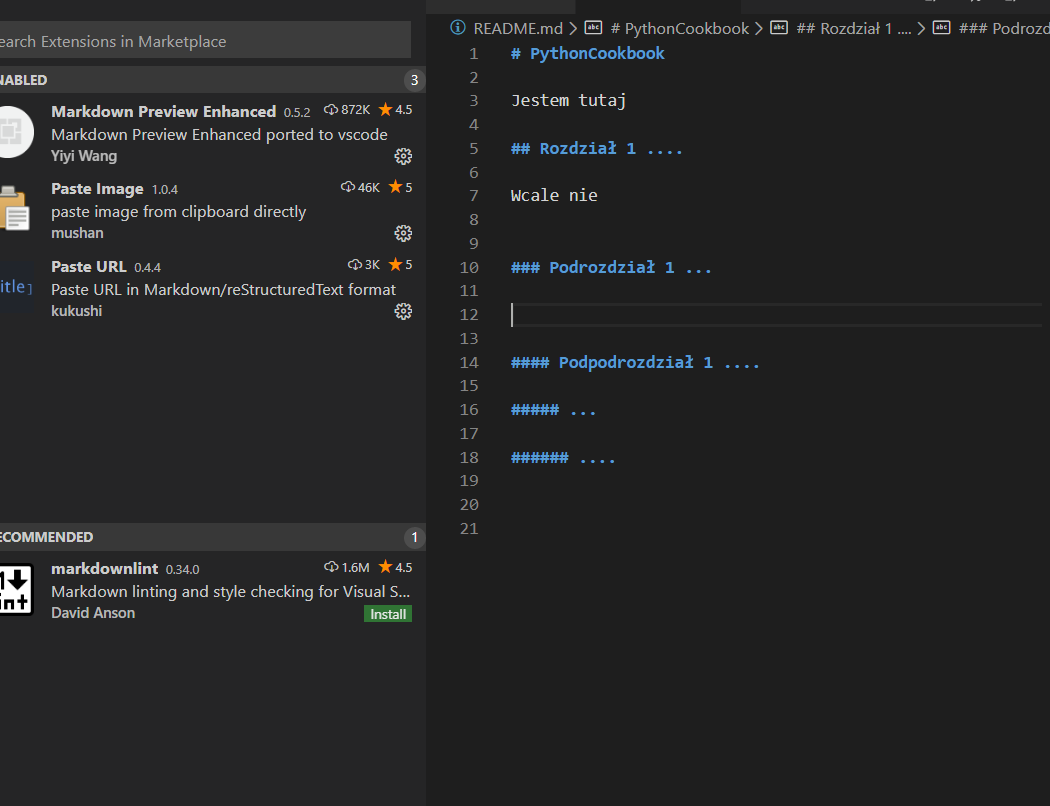 earch Extensions in Marketplace
NABLED 3
Markdown Preview Enhanced 0.5.2 872K 4.5
Markdown Preview Enhanced ported to vscode
Yiyi Wang
Paste Image 1.0.4 46K 5
paste image from clipboard directly
mushan
Paste URL 0.4.4 3K 5
itle]
Paste URL in Markdown/reStructuredText format
kukushi
ECOMMENDED 1
markdownlint 0.34.0 1.6M 4.5
int
Markdown linting and style checking for Visual S...
David Anson
Install
README.md > abc # PythonCookbook > abc ## Rozdział 1 .... > abc ### Podrozd
1 # PythonCookbook
2
3 Jestem tutaj
4
5 ## Rozdział 1 ....
6
7 Wcale nie
8
9
10 ### Podrozdział 1 ...
11
12
13
14 #### Podpodrozdział 1 ....
15
16 ##### ...
17
18 ###### ....
19
20
21